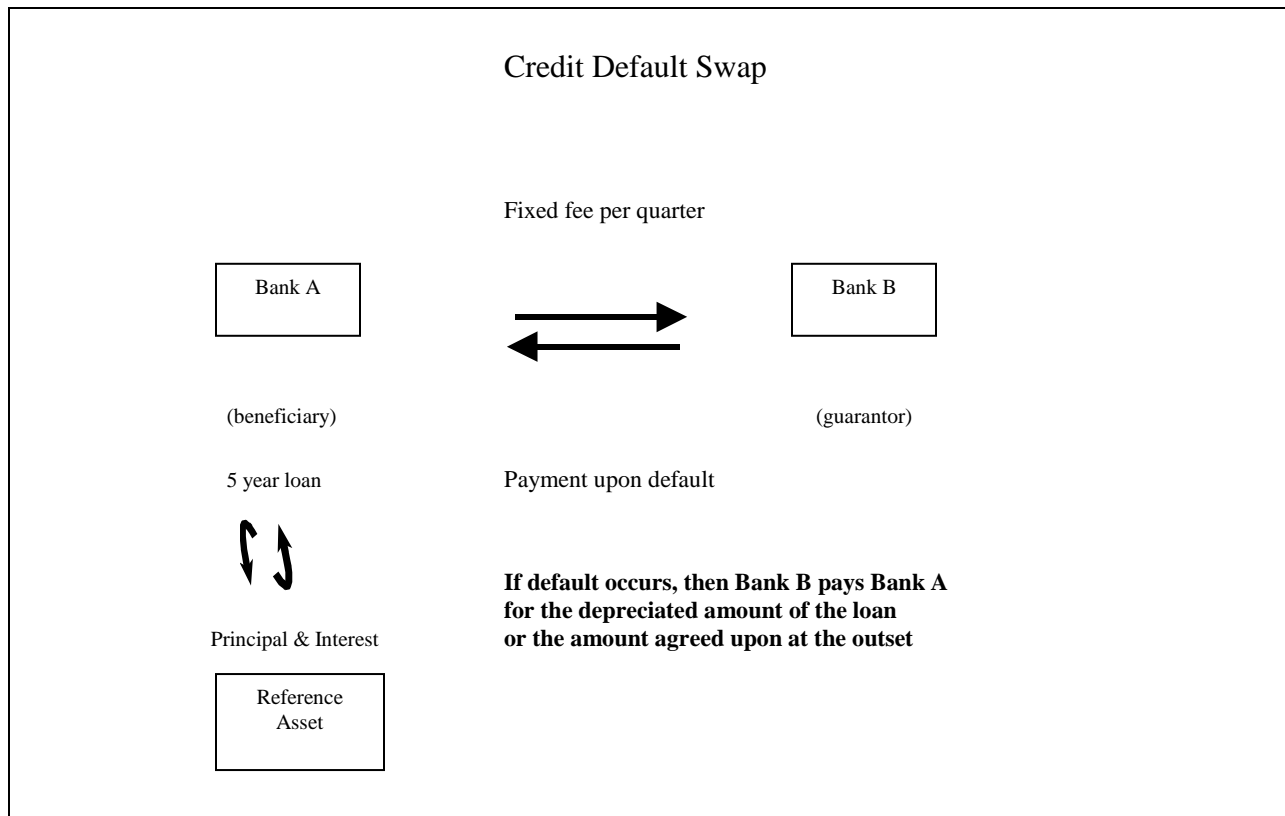 Credit Default Swap
Fixed fee per quarter
Bank A
Bank B
(beneficiary)
(guarantor)
5 year loan
Payment upon default
If default occurs, then Bank B pays Bank A
for the depreciated amount of the loan
or the amount agreed upon at the outset
Principal & Interest
Reference
Asset